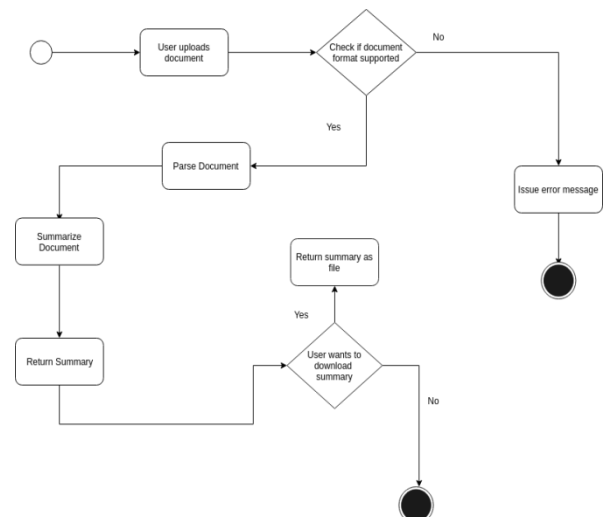 User uploads
document
Check if document
format supported
No
Yes
Parse Document
Issue error message
Summarize
Document
Return summary as
file
Yes
Return Summary
User wants to
download
summary
No